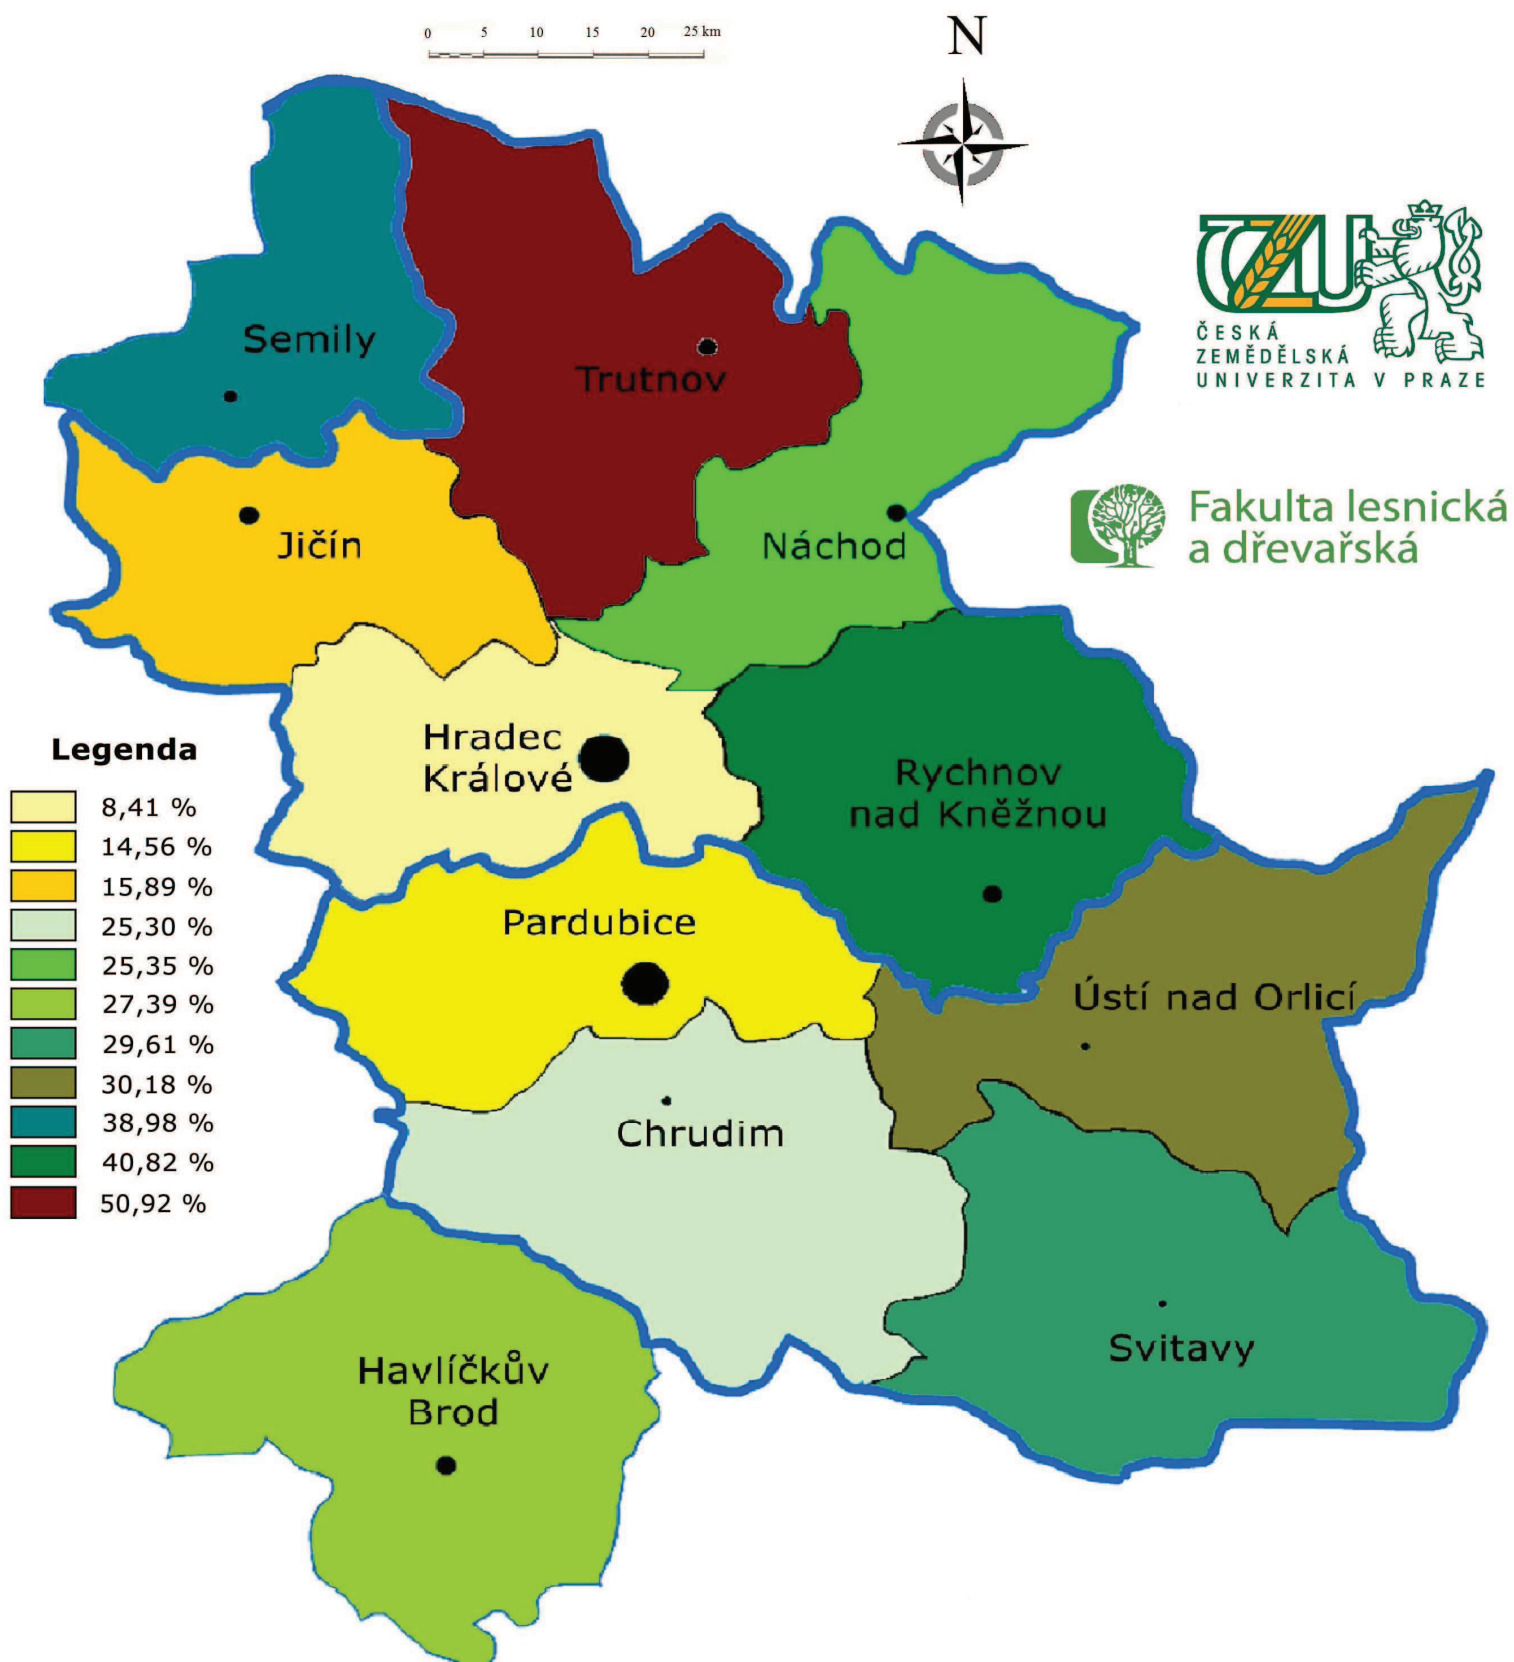 0 5 10 15 20 25 km
N
ČZU
ČESKÁ
ZEMĚDĚLSKÁ
UNIVERZITA V PRAZE
Semily
Trutnov
Fakulta lesnická
a dřevařská
Jičín
Náchod
Hradec
Králové
Rychnov
nad Kněžnou
Legenda
8,41 %
14,56 %
15,89 %
25,30 %
25,35 %
27,39 %
29,61 %
30,18 %
38,98 %
40,82 %
50,92 %
Pardubice
Ústí nad Orlicí
Chrudim
Svitavy
Havlíčkův
Brod